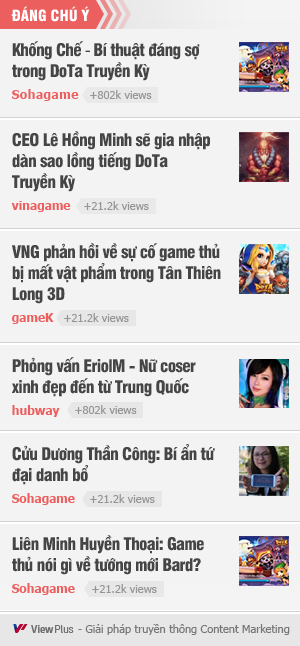 ĐÁNG CHÚ Ý
Khống Chế - Bí thuật đáng sợ
trong DoTa Truyền Kỳ
Sohagame +802k views
CEO Lê Hồng Minh sẽ gia nhập
dàn sao lồng tiếng DoTa
Truyền Kỳ
vinagame +21.2k views
VNG phản hồi về sự cố game thủ
bị mất vật phẩm trong Tân Thiên
Long 3D
gameK +21.2k views
Phỏng vấn ErioIM - Nữ coser
xinh đẹp đến từ Trung Quốc
hubway +802k views
Cửu Dương Thần Công: Bí ẩn tứ
đại danh bổ
Sohagame +21.2k views
Liên Minh Huyền Thoại: Game
thủ nói gì về tướng mới Bard?
Sohagame +21.2k views
ViewPlus - Giải pháp truyền thông Content Marketing